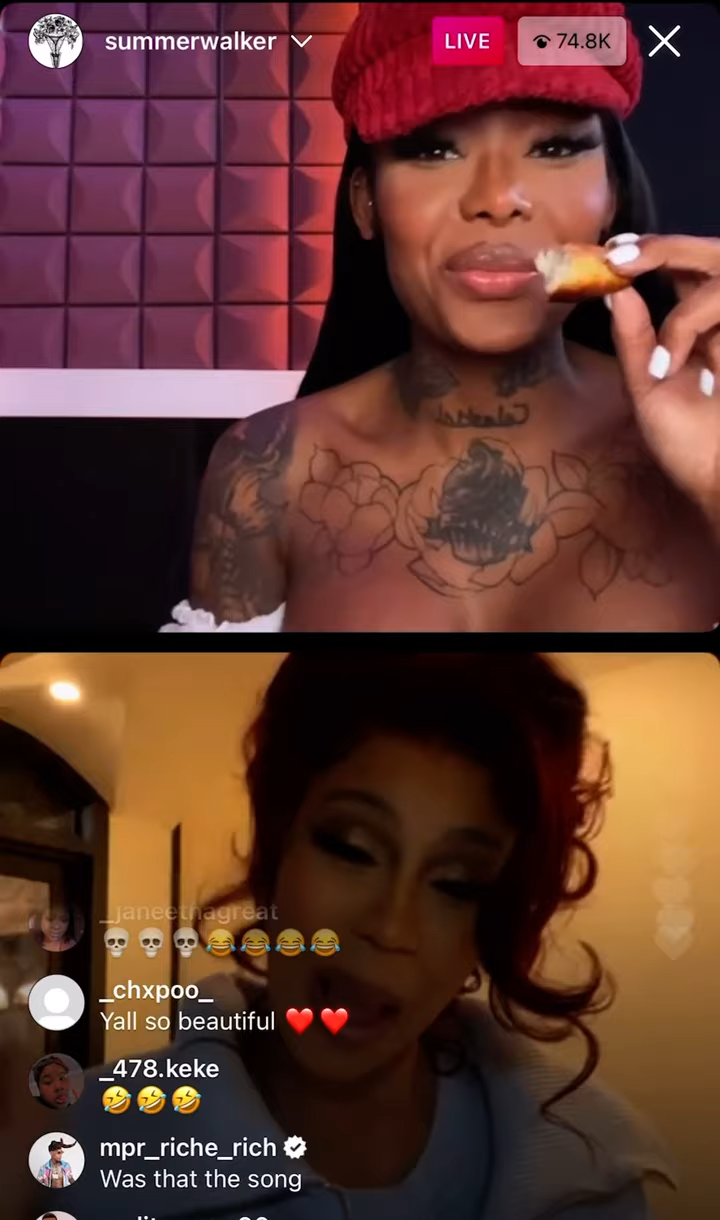 summerwalker
LIVE
74.8K
_janeethagreat
💀💀💀😂😂😂😂
_chxpoo_
Yall so beautiful ❤️❤️
_478.keke
🤣🤣🤣
mpr_riche_rich
Was that the song